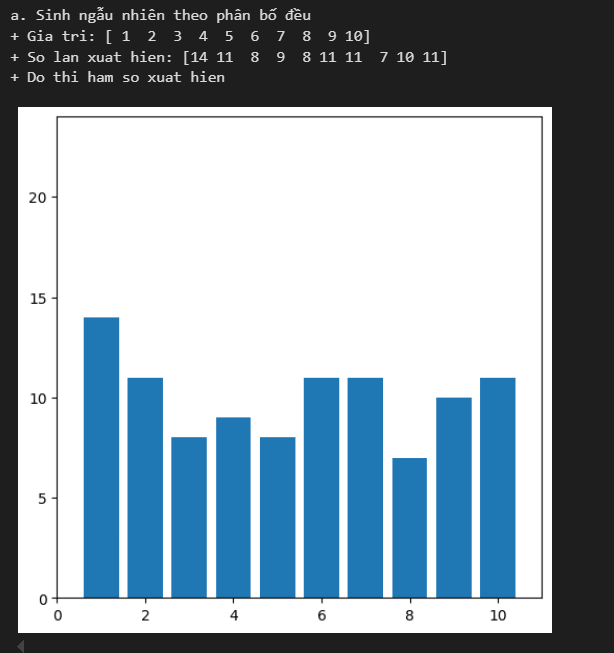 a. Sinh ngẫu nhiên theo phân bố đều
+ Gia tri: [ 1  2  3  4  5  6  7  8  9 10]
+ So lan xuat hien: [14 11  8  9  8 11 11  7 10 11]
+ Do thi ham so xuat hien
20
15
10
5
0
0 2 4 6 8 10